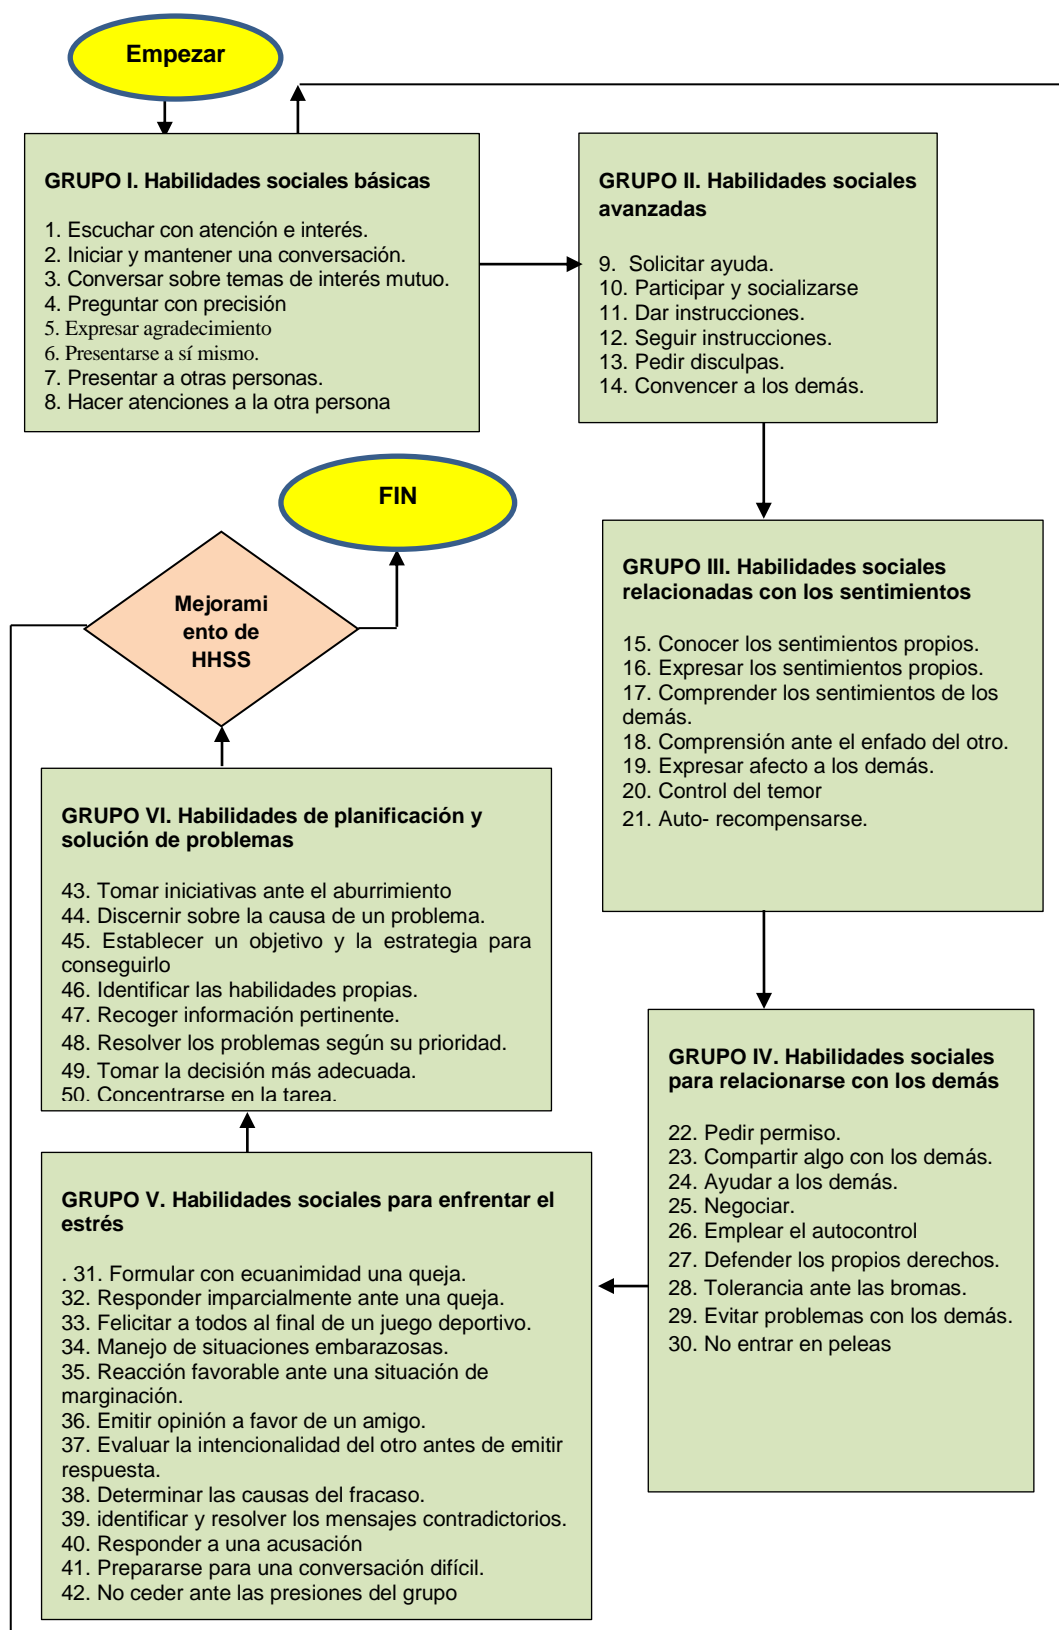 Empezar
GRUPO I. Habilidades sociales básicas
1. Escuchar con atención e interés.
2. Iniciar y mantener una conversación.
3. Conversar sobre temas de interés mutuo.
4. Preguntar con precisión
5. Expresar agradecimiento
6. Presentarse a sí mismo.
7. Presentar a otras personas.
8. Hacer atenciones a la otra persona
GRUPO II. Habilidades sociales
avanzadas
9. Solicitar ayuda.
10. Participar y socializarse
11. Dar instrucciones.
12. Seguir instrucciones.
13. Pedir disculpas.
14. Convencer a los demás.
GRUPO III. Habilidades sociales
relacionadas con los sentimientos
15. Conocer los sentimientos propios.
16. Expresar los sentimientos propios.
17. Comprender los sentimientos de los
demás.
18. Comprensión ante el enfado del otro.
19. Expresar afecto a los demás.
20. Control del temor
21. Auto- recompensarse.
GRUPO IV. Habilidades sociales
para relacionarse con los demás
22. Pedir permiso.
23. Compartir algo con los demás.
24. Ayudar a los demás.
25. Negociar.
26. Emplear el autocontrol
27. Defender los propios derechos.
28. Tolerancia ante las bromas.
29. Evitar problemas con los demás.
30. No entrar en peleas
GRUPO V. Habilidades sociales para enfrentar el
estrés
. 31. Formular con ecuanimidad una queja.
32. Responder imparcialmente ante una queja.
33. Felicitar a todos al final de un juego deportivo.
34. Manejo de situaciones embarazosas.
35. Reacción favorable ante una situación de
marginación.
36. Emitir opinión a favor de un amigo.
37. Evaluar la intencionalidad del otro antes de emitir
respuesta.
38. Determinar las causas del fracaso.
39. identificar y resolver los mensajes contradictorios.
40. Responder a una acusación
41. Prepararse para una conversación difícil.
42. No ceder ante las presiones del grupo
GRUPO VI. Habilidades de planificación y
solución de problemas
43. Tomar iniciativas ante el aburrimiento
44. Discernir sobre la causa de un problema.
45. Establecer un objetivo y la estrategia para
conseguirlo
46. Identificar las habilidades propias.
47. Recoger información pertinente.
48. Resolver los problemas según su prioridad.
49. Tomar la decisión más adecuada.
50. Concentrarse en la tarea.
Mejorami
ento de
HHSS
FIN